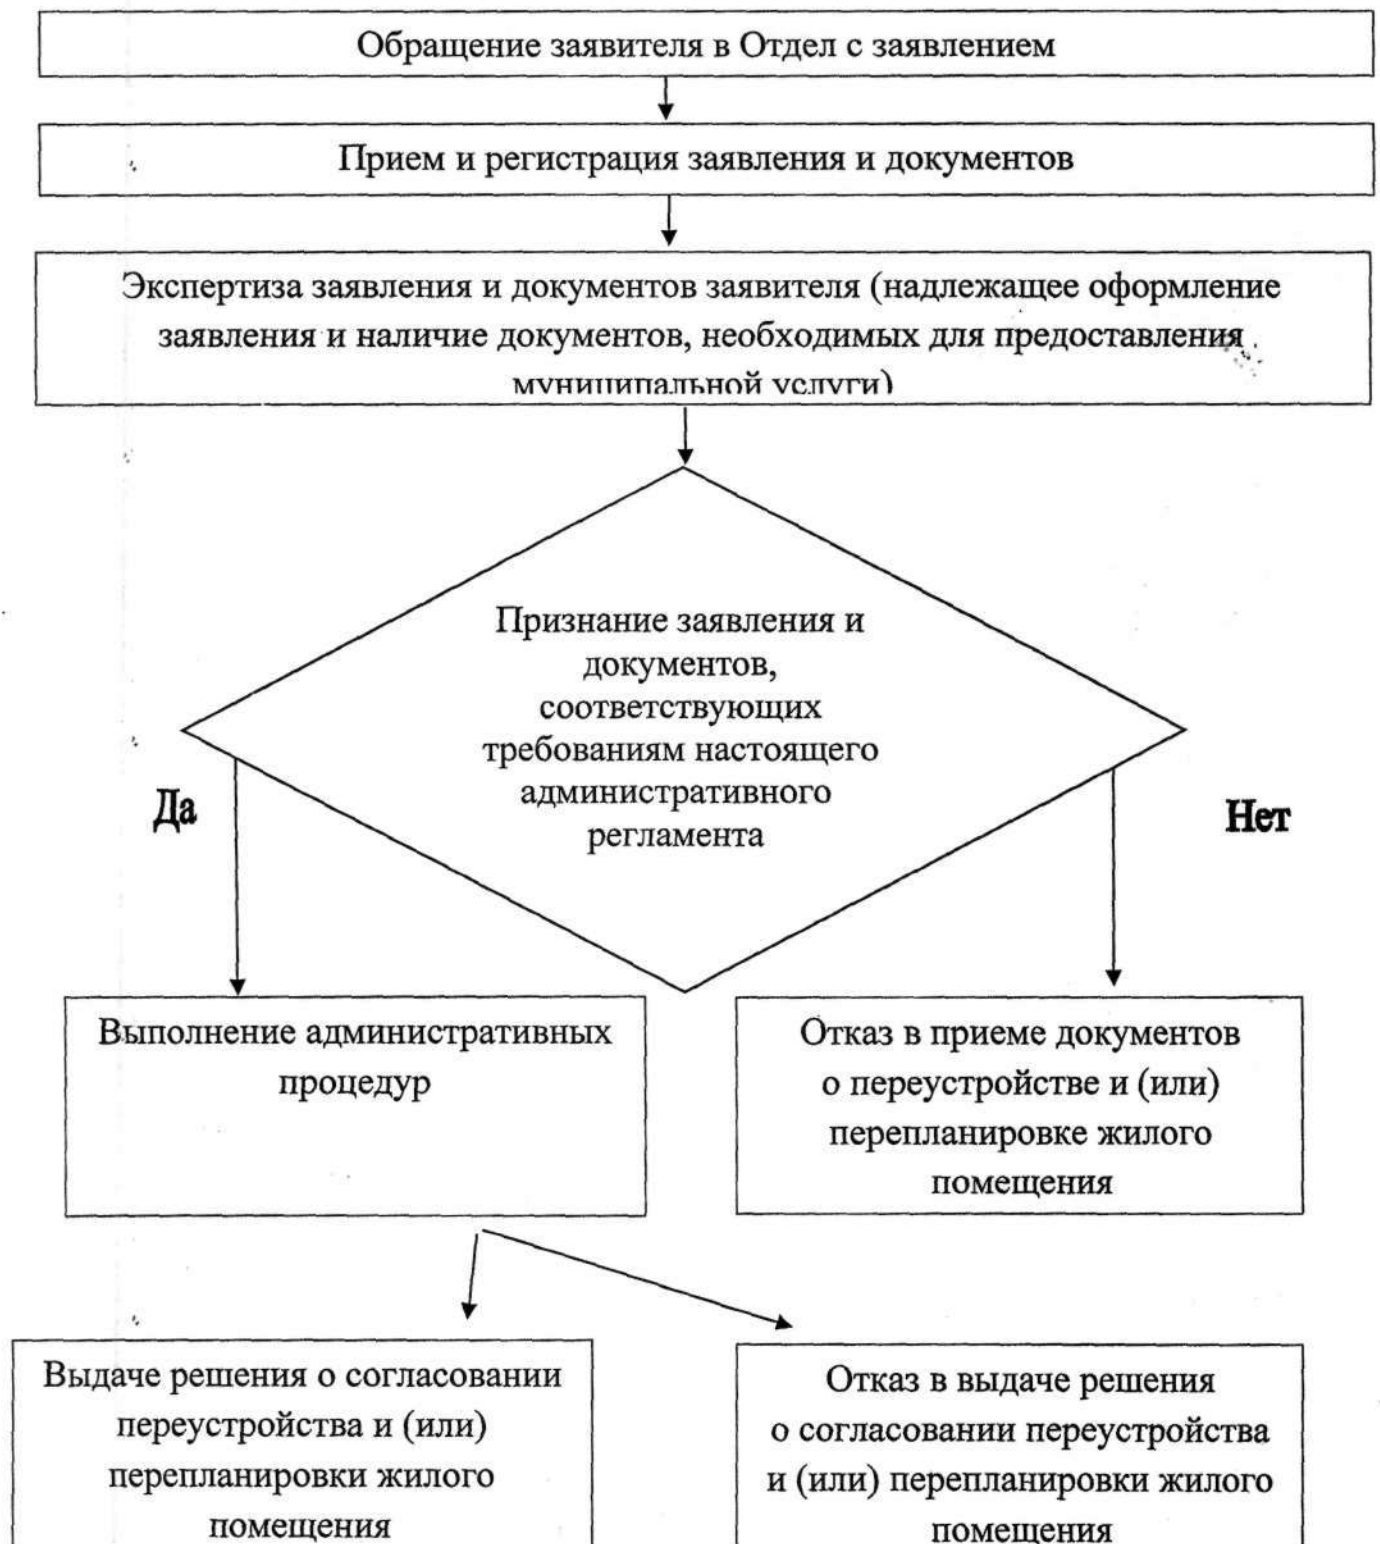 Обращение заявителя в Отдел с заявлением
Прием и регистрация заявления и документов
Экспертиза заявления и документов заявителя (надлежащее оформление
заявления и наличие документов, необходимых для предоставления
муниципальной услуги)
Признание заявления и
документов,
соответствующих
требованиям настоящего
административного
регламента
Да
Нет
Выполнение административных
процедур
Отказ в приеме документов
о переустройстве и (или)
перепланировке жилого
помещения
Выдаче решения о согласовании
переустройства и (или)
перепланировки жилого
помещения
Отказ в выдаче решения
о согласовании переустройства
и (или) перепланировки жилого
помещения